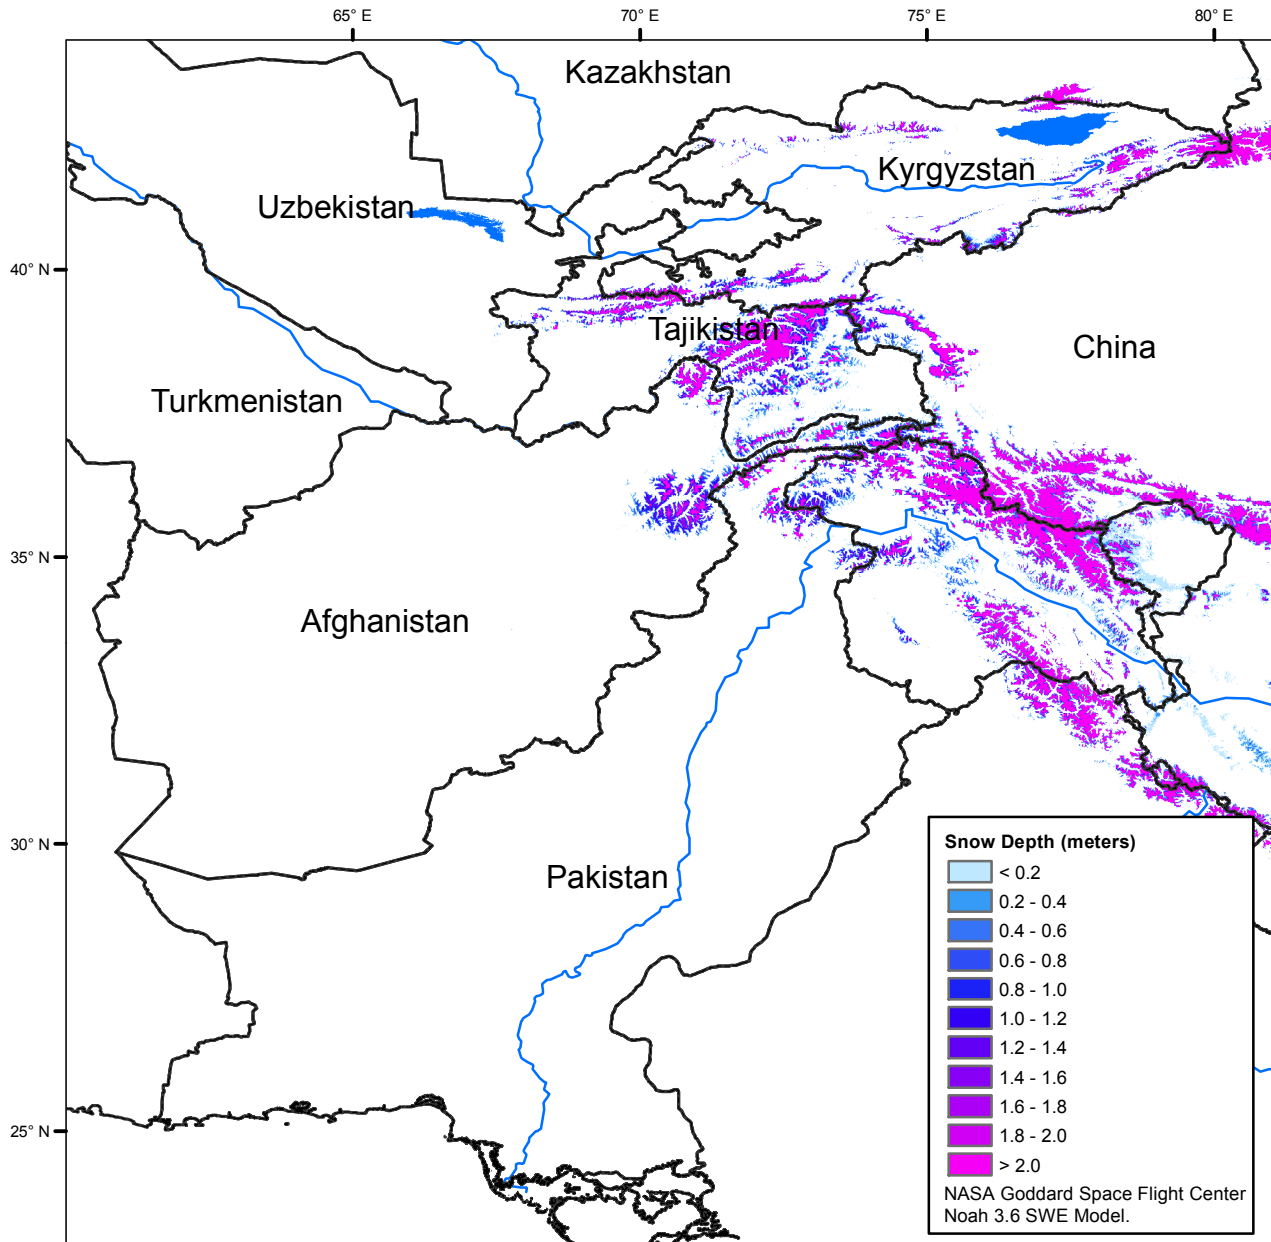 65° E
70° E
75° E
80° E
Kazakhstan
Kyrgyzstan
Uzbekistan
40° N
Tajikistan
China
Turkmenistan
35° N
Afghanistan
30° N
Pakistan
25° N
Snow Depth (meters)
< 0.2
0.2 - 0.4
0.4 - 0.6
0.6 - 0.8
0.8 - 1.0
1.0 - 1.2
1.2 - 1.4
1.4 - 1.6
1.6 - 1.8
1.8 - 2.0
> 2.0
NASA Goddard Space Flight Center
Noah 3.6 SWE Model.